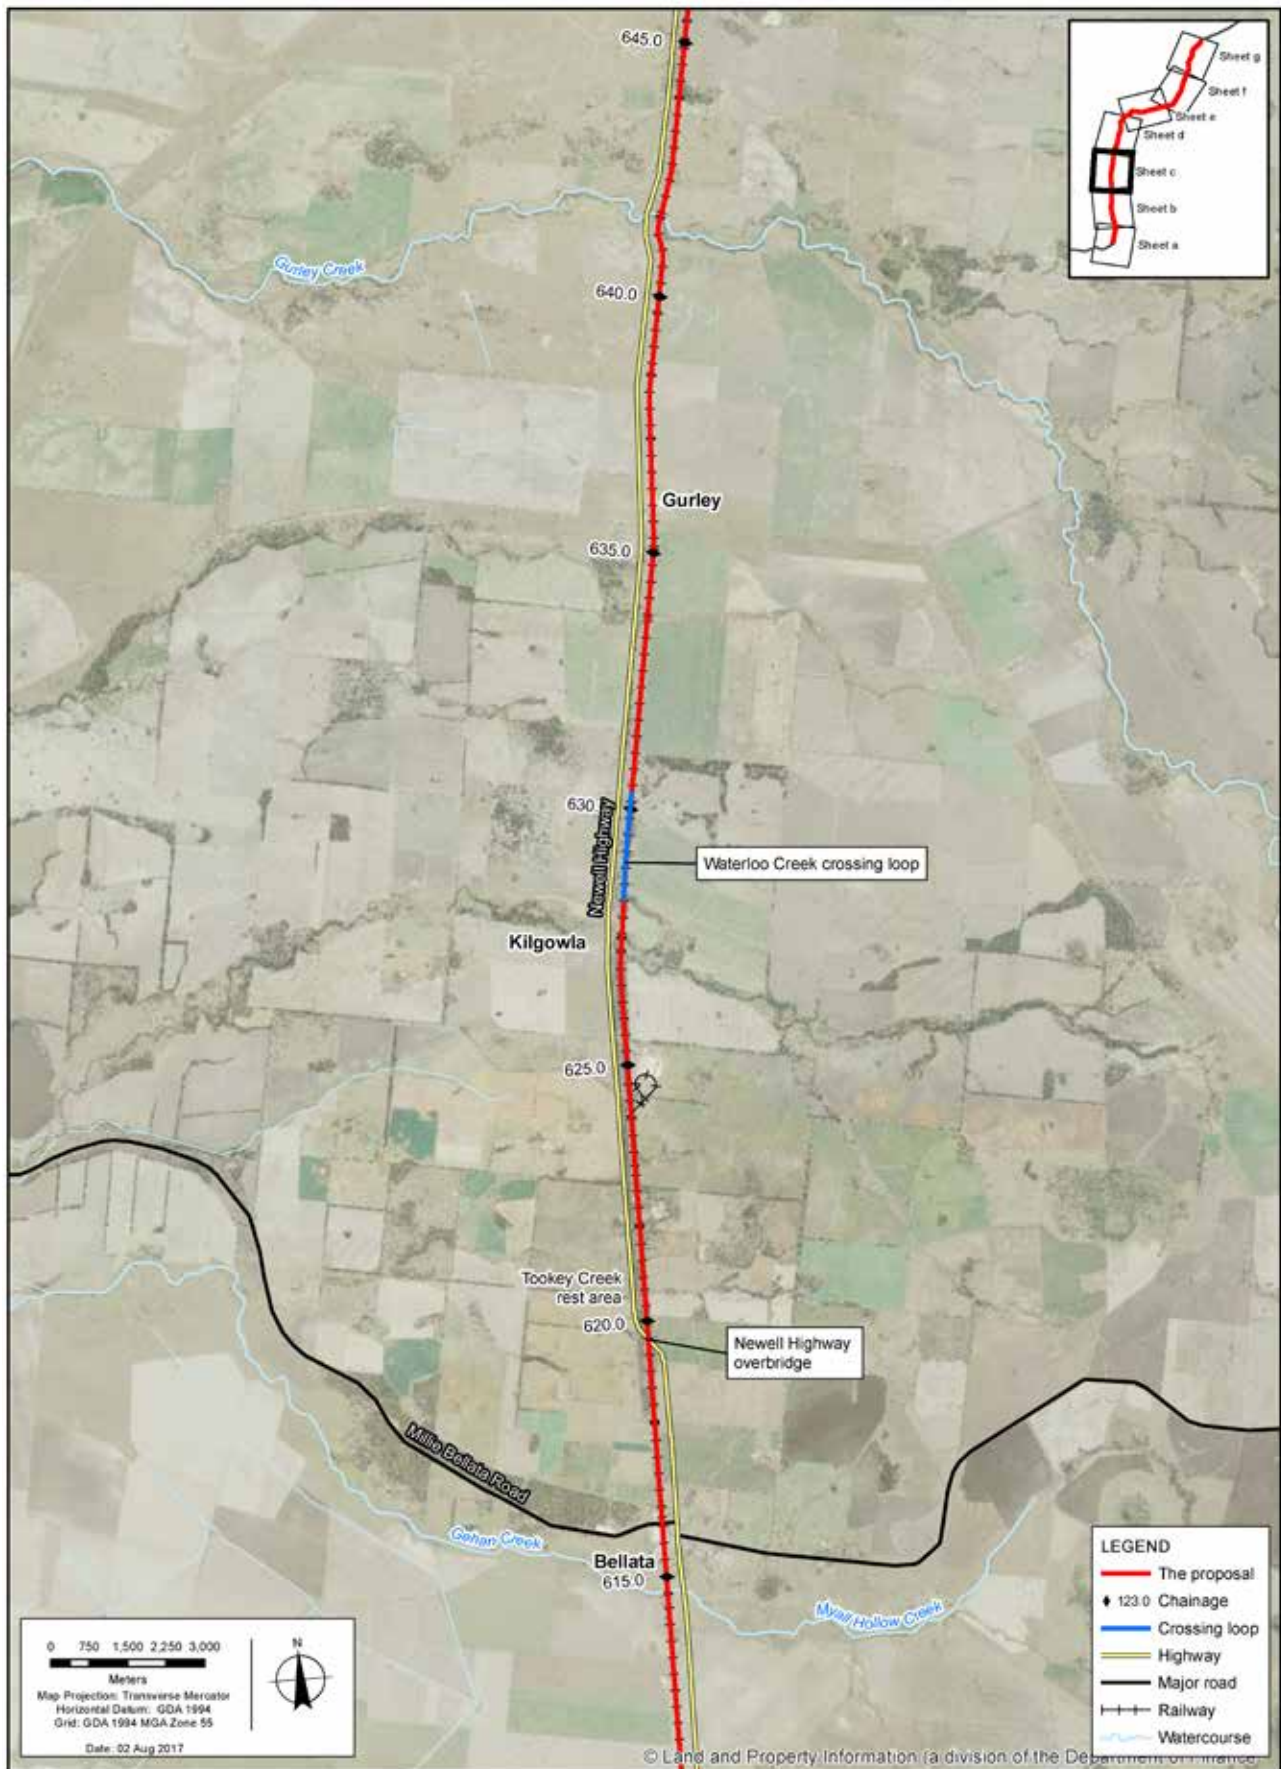 645.0
Sheet g
Sheet f
Sheet e
Sheet d
Sheet c
Sheet b
Sheet a
Gurley Creek
640.0
Gurley
635.0
630.
Newell Highway
Waterloo Creek crossing loop
Kilgowla
625.0
Tookey Creek
rest area
620.0
Newell Highway
overbridge
Millie Bellata Road
Gehan Creek
Bellata
615.0
Myall Hollow Creek
LEGEND
The proposal
123.0 Chainage
Crossing loop
Highway
Major road
Railway
Watercourse
0 750 1,500 2,250 3,000
Meters
Map Projection: Transverse Mercator
Horizontal Datum: GDA 1994
Grid: GDA 1994 MGA Zone 55
Date: 02 Aug 2017
N
© Land and Property Information (a division of the Department of Finance